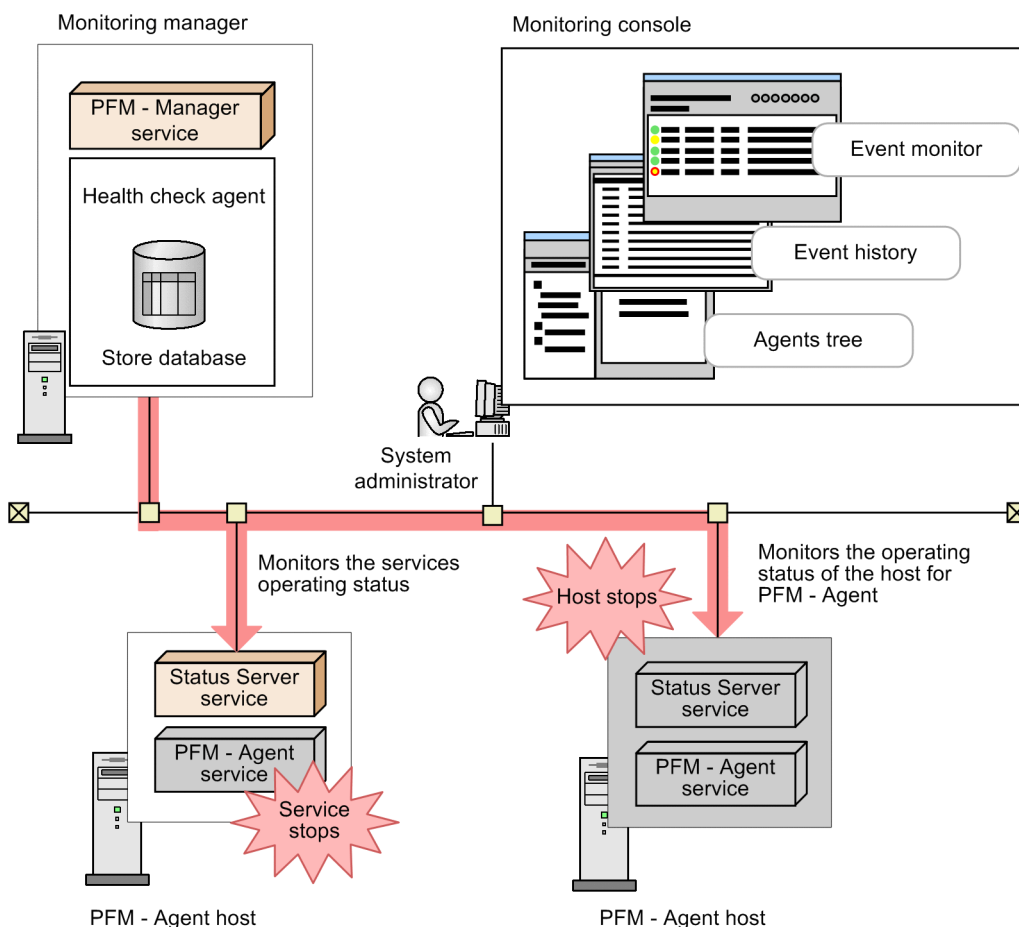 Monitoring manager
PFM - Manager
service
Health check agent
Store database
Monitoring console
Event monitor
Event history
Agents tree
System
administrator
Monitors the services
operating status
Host stops
Monitors the operating
status of the host for
PFM - Agent
Status Server
service
PFM - Agent
service
Service
stops
PFM - Agent host
Status Server
service
PFM - Agent
service
PFM - Agent host